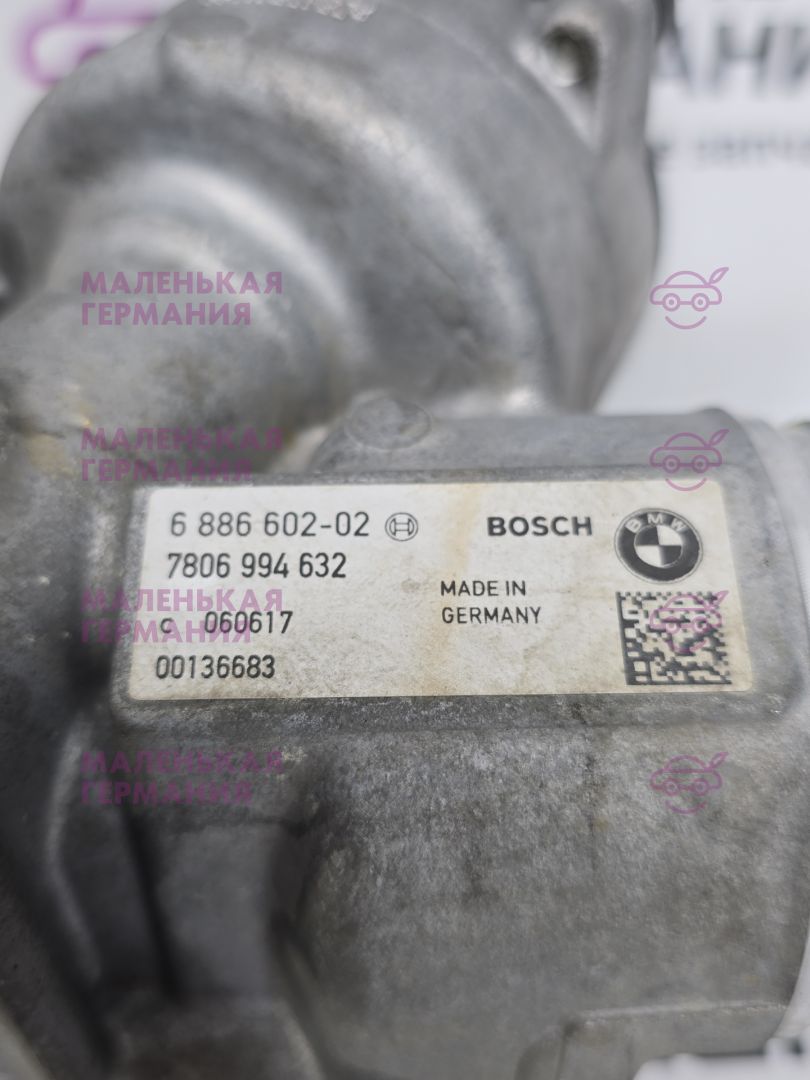 МАЛЕНЬКАЯ
ГЕРМАНИЯ
МАЛЕНЬКАЯ
ГЕРМАНИЯ
6 886 602-02 BOSCH BMW
7806 994 632
MADE IN
GERMANY
МАЛЕНЬКАЯ
ГЕРМАНИЯ
c 060617
00136683
МАЛЕНЬКАЯ
ГЕРМАНИЯ